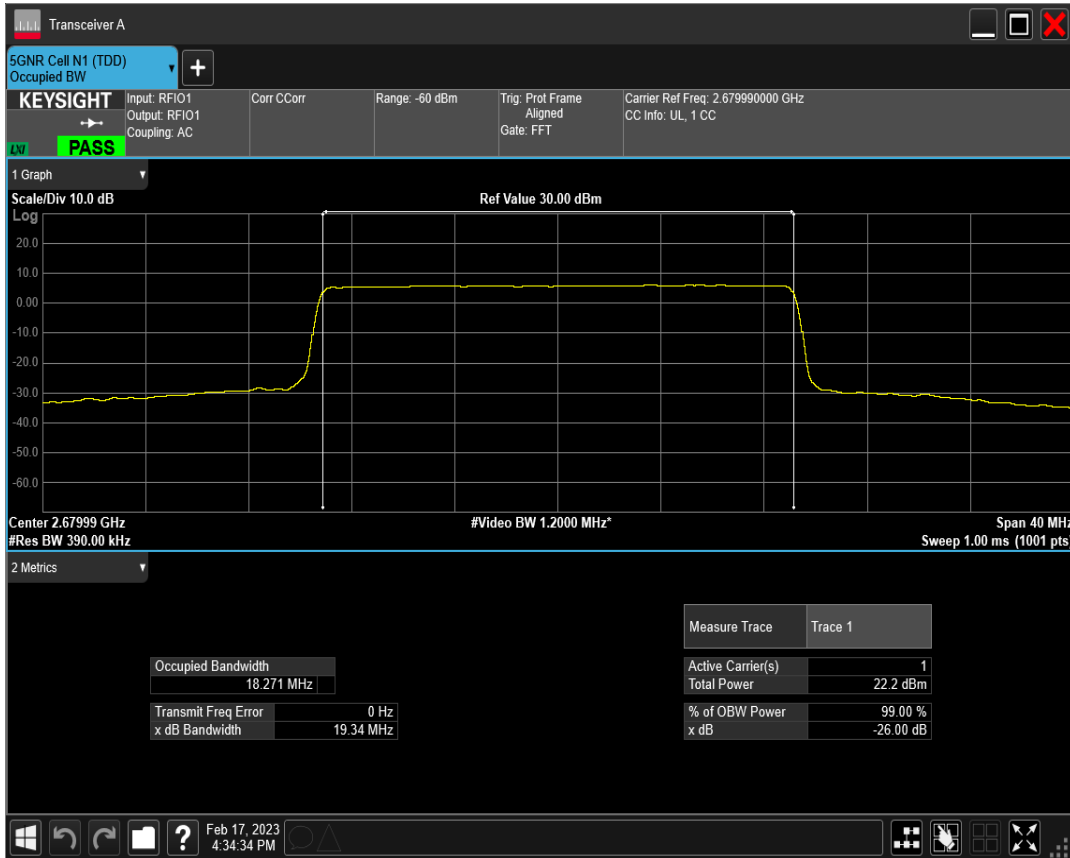 Transceiver A
5GNR Cell N1 (TDD)
Occupied BW
+
KEYSIGHT
LXI
PASS
Input: RFIO1
Output: RFIO1
Coupling: AC
Corr CCorr
Range: -60 dBm
Trig: Prot Frame
Aligned
Gate: FFT
Carrier Ref Freq: 2.679990000 GHz
CC Info: UL, 1 CC
1 Graph
Scale/Div 10.0 dB
Ref Value 30.00 dBm
Log
20.0
10.0
0.00
-10.0
-20.0
-30.0
-40.0
-50.0
-60.0
Center 2.67999 GHz
#Video BW 1.2000 MHz*
Span 40 MHz
#Res BW 390.00 kHz
Sweep 1.00 ms (1001 pts)
2 Metrics
Measure Trace Trace 1
Occupied Bandwidth
18.271 MHz
Active Carrier(s) 1
Total Power 22.2 dBm
Transmit Freq Error 0 Hz
x dB Bandwidth 19.34 MHz
% of OBW Power 99.00 %
x dB -26.00 dB
?
Feb 17, 2023
4:34:34 PM